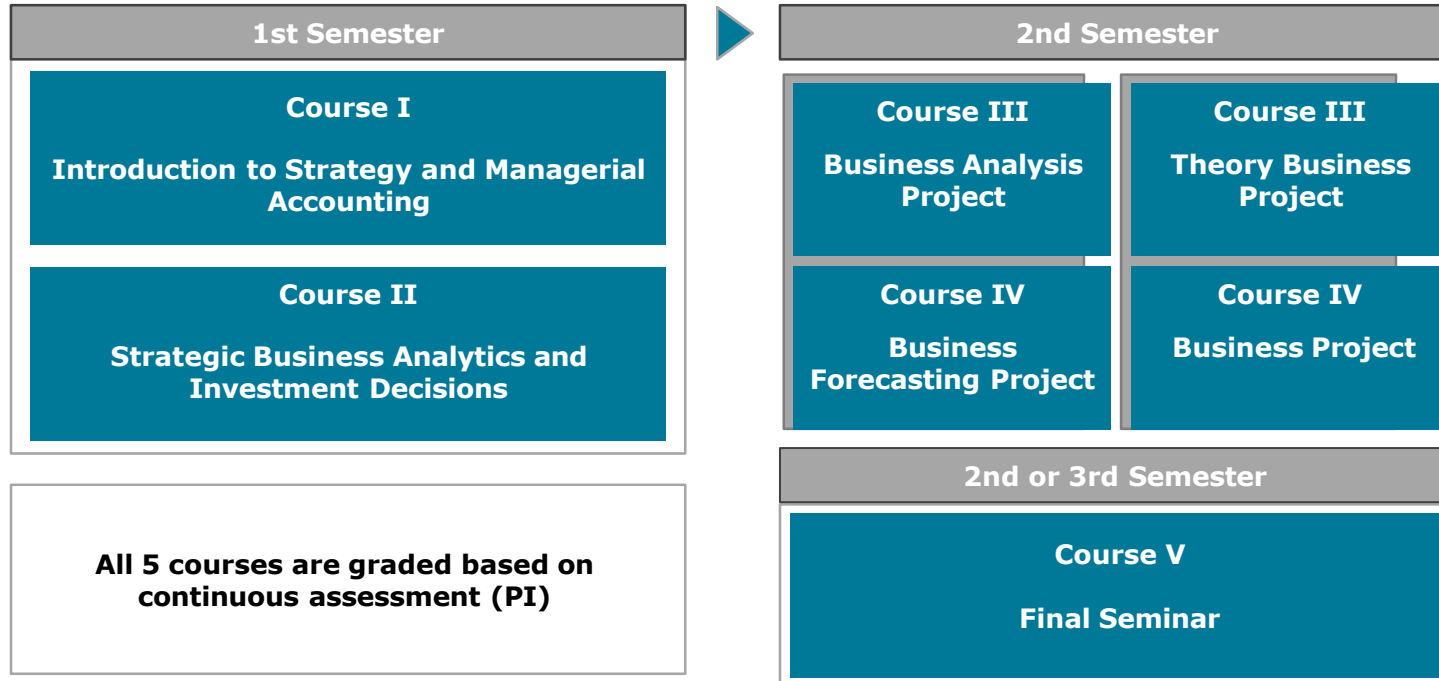 1st Semester
Course I
Introduction to Strategy and Managerial
Accounting
Course II
Strategic Business Analytics and
Investment Decisions
All 5 courses are graded based on
continuous assessment (PI)
2nd Semester
Course III
Business Analysis
Project
Course IV
Business
Forecasting Project
Course III
Theory Business
Project
Course IV
Business Project
2nd or 3rd Semester
Course V
Final Seminar